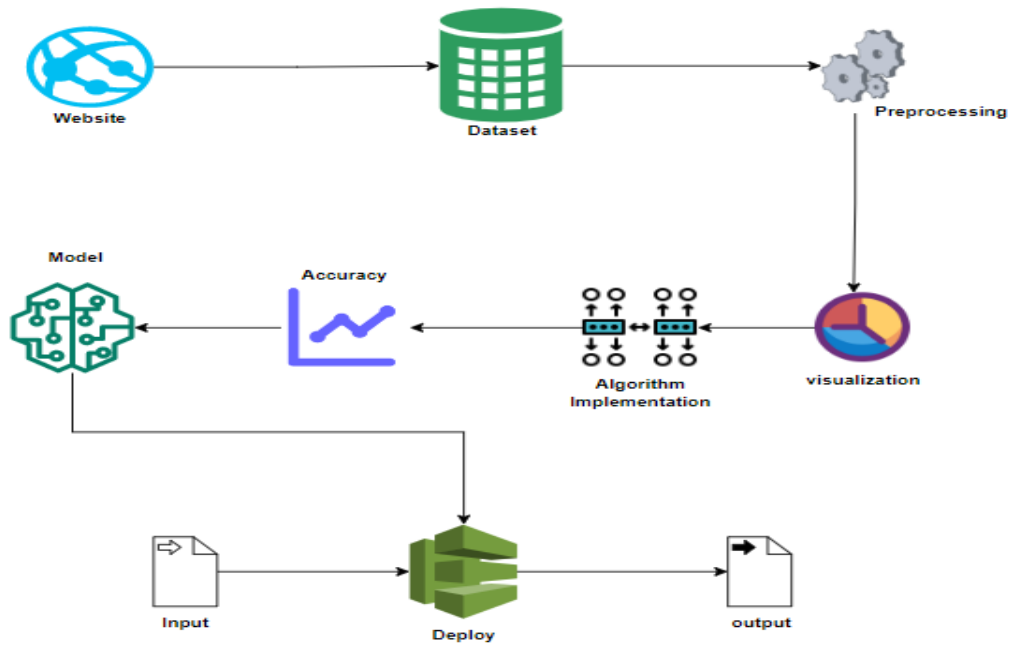 Website
Dataset
Preprocessing
Model
Accuracy
Algorithm
Implementation
visualization
Input
Deploy
output